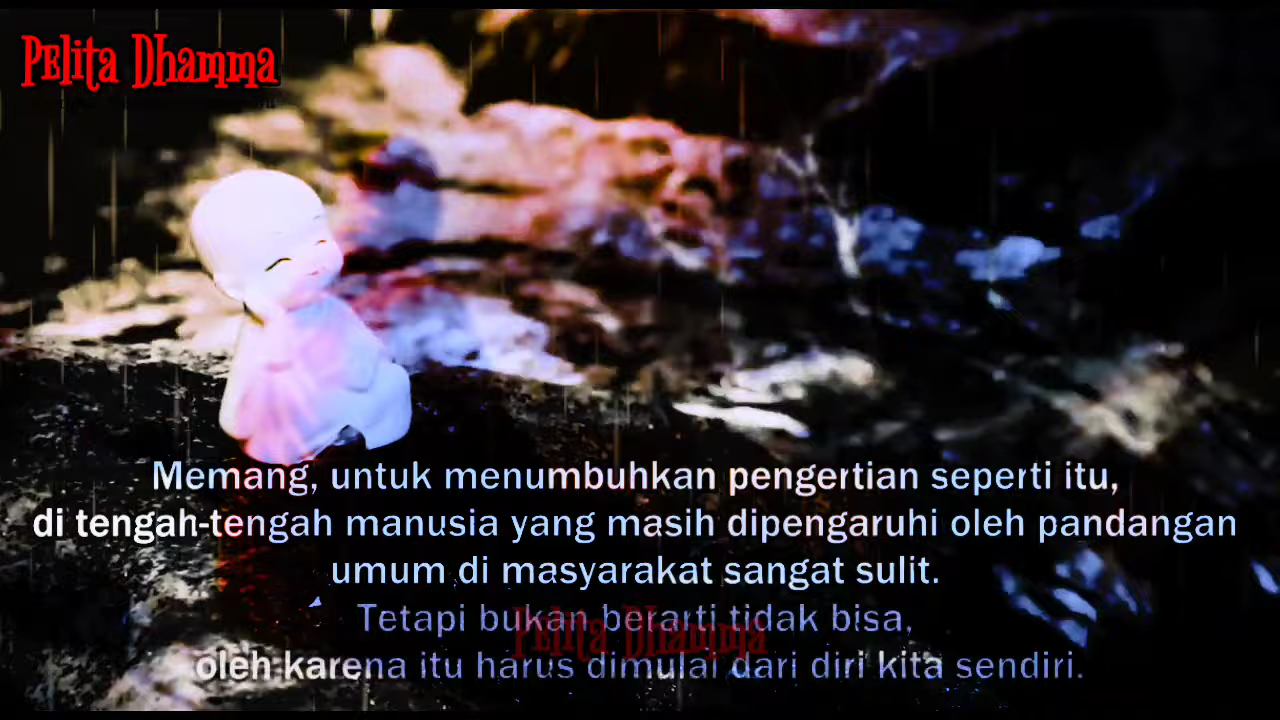 Pelita Dhamma
Memang, untuk menumbuhkan pengertian seperti itu,
di tengah-tengah manusia yang masih dipengaruhi oleh pandangan
umum di masyarakat sangat sulit.
Tetapi bukan berarti tidak bisa,
Pelita Dhamma
oleh karena itu harus dimulai dari diri kita sendiri.